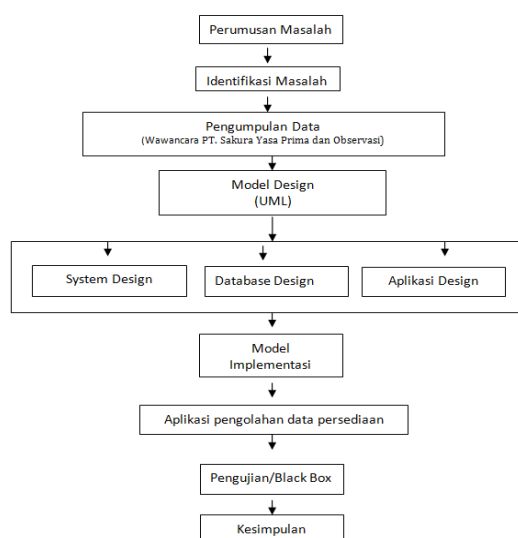 Perumusan Masalah
Identifikasi Masalah
Pengumpulan Data
(Wawancara PT. Sakura Yasa Prima dan Observasi)
Model Design
(UML)
System Design
Database Design
Aplikasi Design
Model
Implementasi
Aplikasi pengolahan data persediaan
Pengujian/Black Box
Kesimpulan